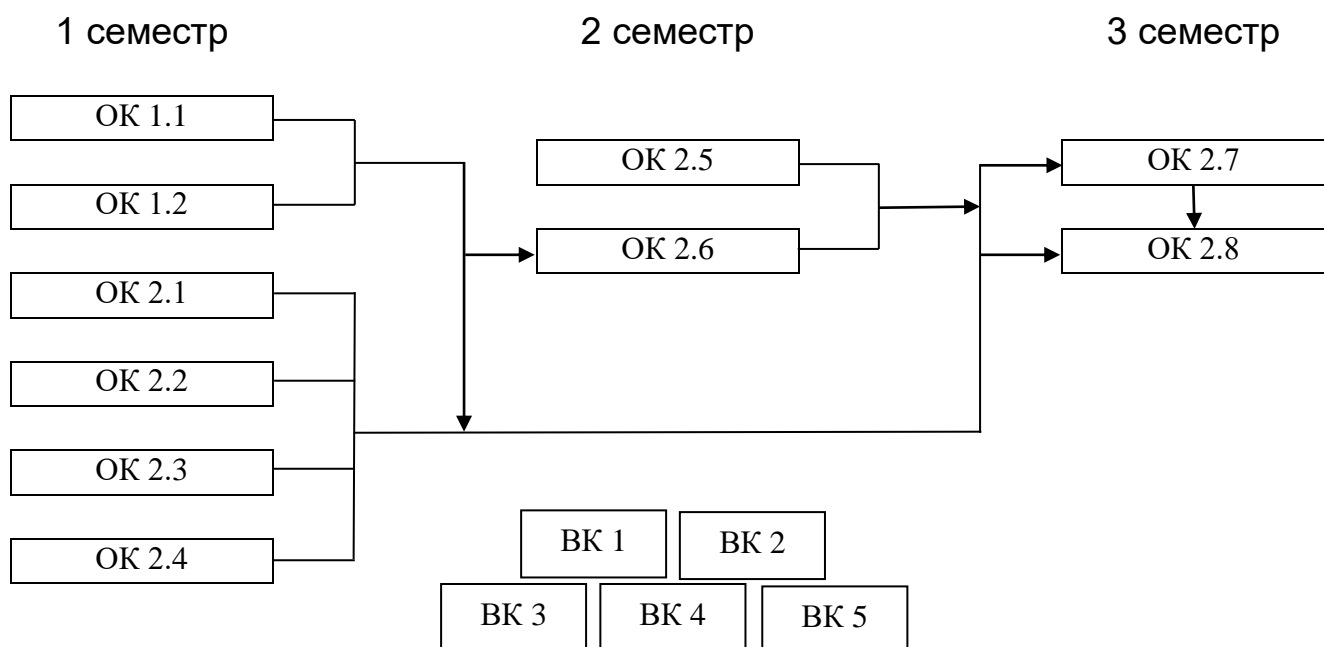 1 семестр 2 семестр 3 семестр
ОК 1.1
ОК 1.2
ОК 2.1
ОК 2.2
ОК 2.3
ОК 2.4
ОК 2.5
ОК 2.6
ОК 2.7
ОК 2.8
ВК 1 ВК 2
ВК 3 ВК 4 ВК 5